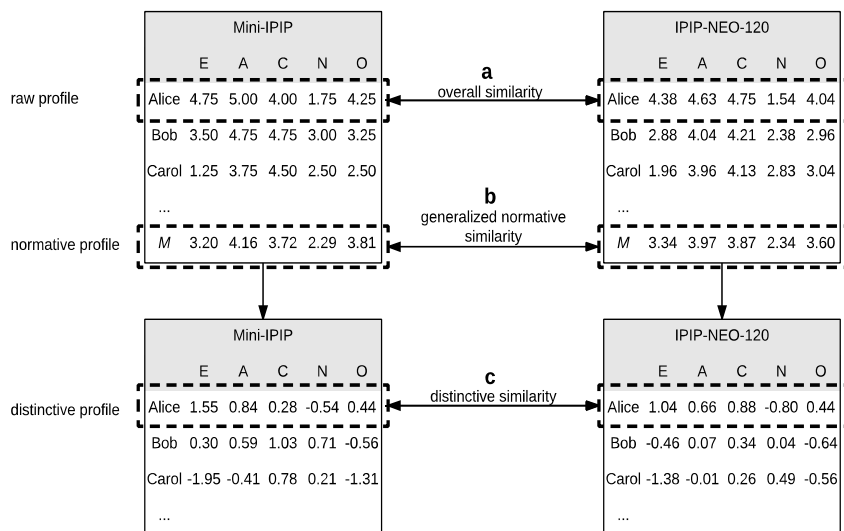 Mini-IPIP
E A C N O
raw profile
Alice 4.75 5.00 4.00 1.75 4.25
Bob 3.50 4.75 4.75 3.00 3.25
Carol 1.25 3.75 4.50 2.50 2.50
...
normative profile
M 3.20 4.16 3.72 2.29 3.81
a
overall similarity
b
generalized normative
similarity
IPIP-NEO-120
E A C N O
Alice 4.38 4.63 4.75 1.54 4.04
Bob 2.88 4.04 4.21 2.38 2.96
Carol 1.96 3.96 4.13 2.83 3.04
...
M 3.34 3.97 3.87 2.34 3.60
Mini-IPIP
E A C N O
distinctive profile
Alice 1.55 0.84 0.28 -0.54 0.44
Bob 0.30 0.59 1.03 0.71 -0.56
Carol -1.95 -0.41 0.78 0.21 -1.31
...
c
distinctive similarity
IPIP-NEO-120
E A C N O
Alice 1.04 0.66 0.88 -0.80 0.44
Bob -0.46 0.07 0.34 0.04 -0.64
Carol -1.38 -0.01 0.26 0.49 -0.56
...